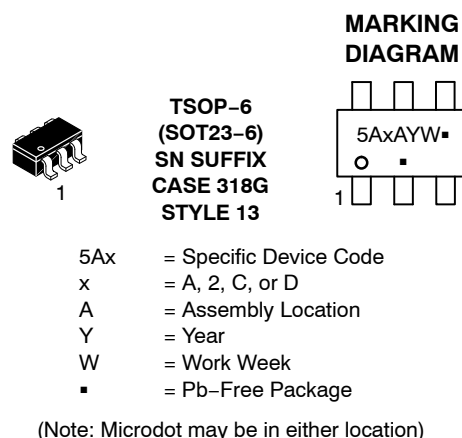 MARKING
DIAGRAM
TSOP−6
(SOT23−6)
SN SUFFIX
CASE 318G
STYLE 13
1
5AxAYW▪
▪
1
5Ax = Specific Device Code
x = A, 2, C, or D
A = Assembly Location
Y = Year
W = Work Week
▪ = Pb−Free Package
(Note: Microdot may be in either location)